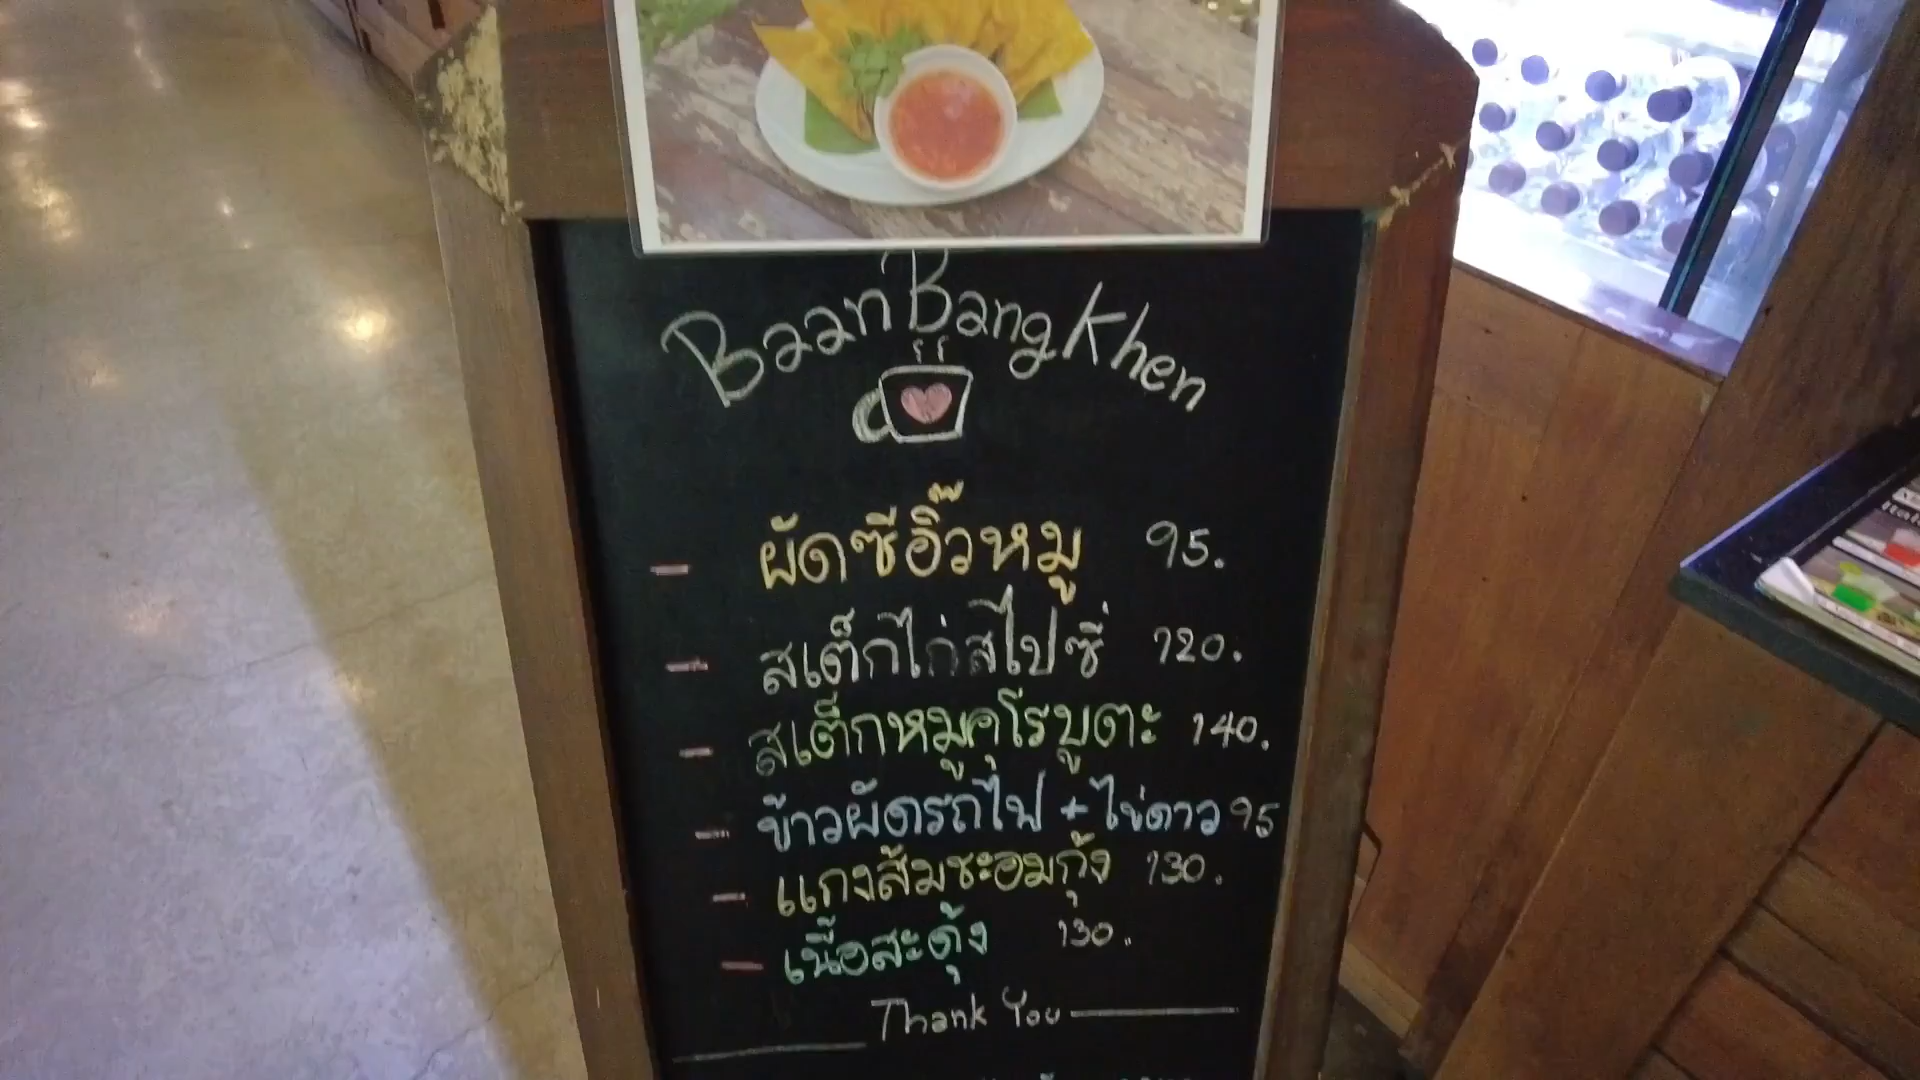 Baan Bang Khen
- ผัดซีอิ๊วหมู 95.
- สเต็กไก่สไปซี่ 120.
- สเต็กหมูคุโรบูตะ 140.
- ข้าวผัดรถไฟ + ไข่ดาว 95
- แกงส้มชะอมกุ้ง 130.
- เนื้อสะดุ้ง 130.
Thank You